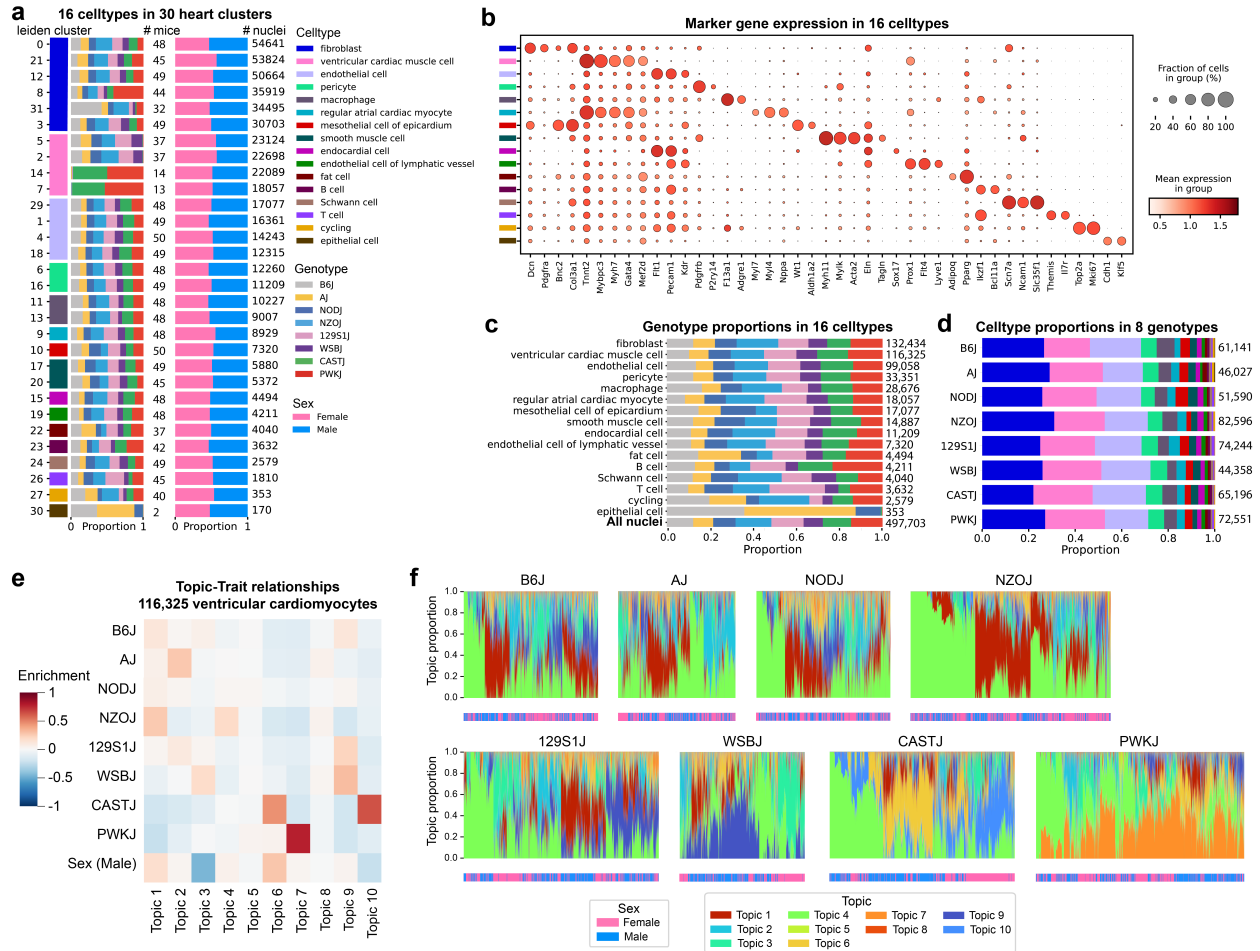 a
16 celltypes in 30 heart clusters
leiden cluster # mice # nuclei
0 48 54641
21 45 53824
12 49 50664
8 44 35919
31 32 34495
3 49 30703
5 37 23124
2 37 22698
14 14 22089
7 13 18057
29 48 17077
1 49 16361
4 50 14243
18 48 12315
6 48 12260
16 49 11209
11 48 10227
13 48 9007
9 48 8929
10 50 7320
17 49 5880
20 45 5372
15 48 4494
19 48 4211
22 37 4040
23 42 3632
24 49 2579
26 45 1810
27 40 353
30 2 170
0 Proportion 1
0 Proportion 1
Celltype
fibroblast
ventricular cardiac muscle cell
endothelial cell
pericyte
macrophage
regular atrial cardiac myocyte
mesothelial cell of epicardium
smooth muscle cell
endocardial cell
endothelial cell of lymphatic vessel
fat cell
B cell
Schwann cell
T cell
cycling
epithelial cell
Genotype
B6J
AJ
NODJ
NZOJ
129S1J
WSBJ
CASTJ
PWKJ
Sex
Female
Male
b
Marker gene expression in 16 celltypes
Dcn
Pdgfra
Bnc2
Col3a1
Tnnt2
Mybpc3
Myh7
Gata4
Mef2d
Flt1
Pecam1
Kdr
Pdgfrb
P2ry14
F13a1
Adgre1
Myl7
Myl4
Nppa
Wt1
Aldh1a2
Myh11
Mylk
Acta2
Eln
Tagln
Sox17
Prox1
Flt4
Lyve1
Adipoq
Pparg
Ikzf1
Bcl11a
Scn7a
Ncam1
Slc35f1
Themis
Il7r
Top2a
Mki67
Cdh1
Klf5
Fraction of cells
in group (%)
20 40 60 80 100
Mean expression
in group
0.5 1.0 1.5
c
Genotype proportions in 16 celltypes
fibroblast 132,434
ventricular cardiac muscle cell 116,325
endothelial cell 99,058
pericyte 33,351
macrophage 28,676
regular atrial cardiac myocyte 18,057
mesothelial cell of epicardium 17,077
smooth muscle cell 14,887
endocardial cell 11,209
endothelial cell of lymphatic vessel 7,320
fat cell 4,494
B cell 4,211
Schwann cell 4,040
T cell 3,632
cycling 2,579
epithelial cell 353
All nuclei 497,703
0.0 0.2 0.4 0.6 0.8 1.0
Proportion
d
Celltype proportions in 8 genotypes
B6J 61,141
AJ 46,027
NODJ 51,590
NZOJ 82,596
129S1J 74,244
WSBJ 44,358
CASTJ 65,196
PWKJ 72,551
0.0 0.2 0.4 0.6 0.8 1.0
Proportion
e
Topic-Trait relationships
116,325 ventricular cardiomyocytes
Enrichment
1
0.5
0
-0.5
-1
B6J
AJ
NODJ
NZOJ
129S1J
WSBJ
CASTJ
PWKJ
Sex (Male)
Topic 1
Topic 2
Topic 3
Topic 4
Topic 5
Topic 6
Topic 7
Topic 8
Topic 9
Topic 10
f
B6J AJ NODJ NZOJ
Topic proportion
1.0
0.8
0.6
0.4
0.2
0.0
129S1J WSBJ CASTJ PWKJ
Topic proportion
1.0
0.8
0.6
0.4
0.2
0.0
Sex
Female
Male
Topic
Topic 1 Topic 4 Topic 7 Topic 9
Topic 2 Topic 5 Topic 8 Topic 10
Topic 3 Topic 6